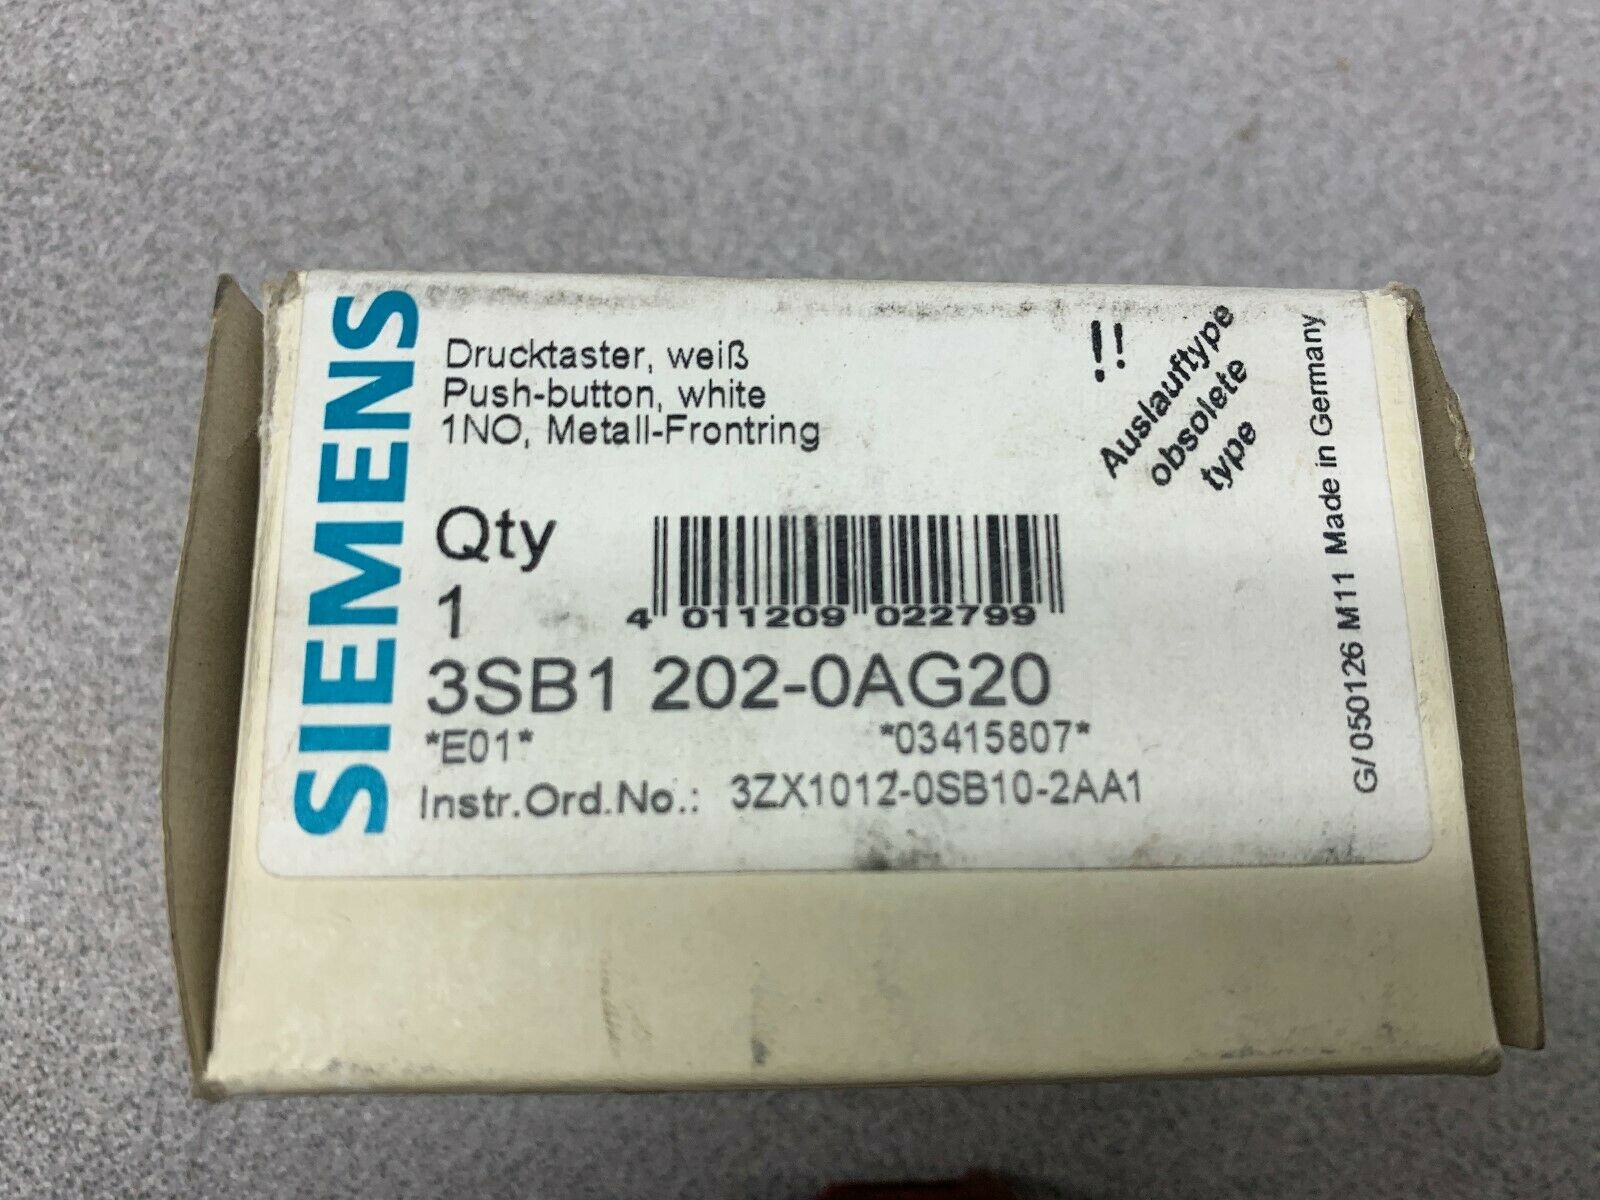 SIEMENS
Drucktaster, weiß
Push-button, white
1NO, Metall-Frontring
!!
Auslauftype
obsolete
type
Qty
1
4 011209 022799
3SB1 202-0AG20
*E01* *03415807*
Instr.Ord.No.: 3ZX1012-0SB10-2AA1
G/050126 M11 Made in Germany